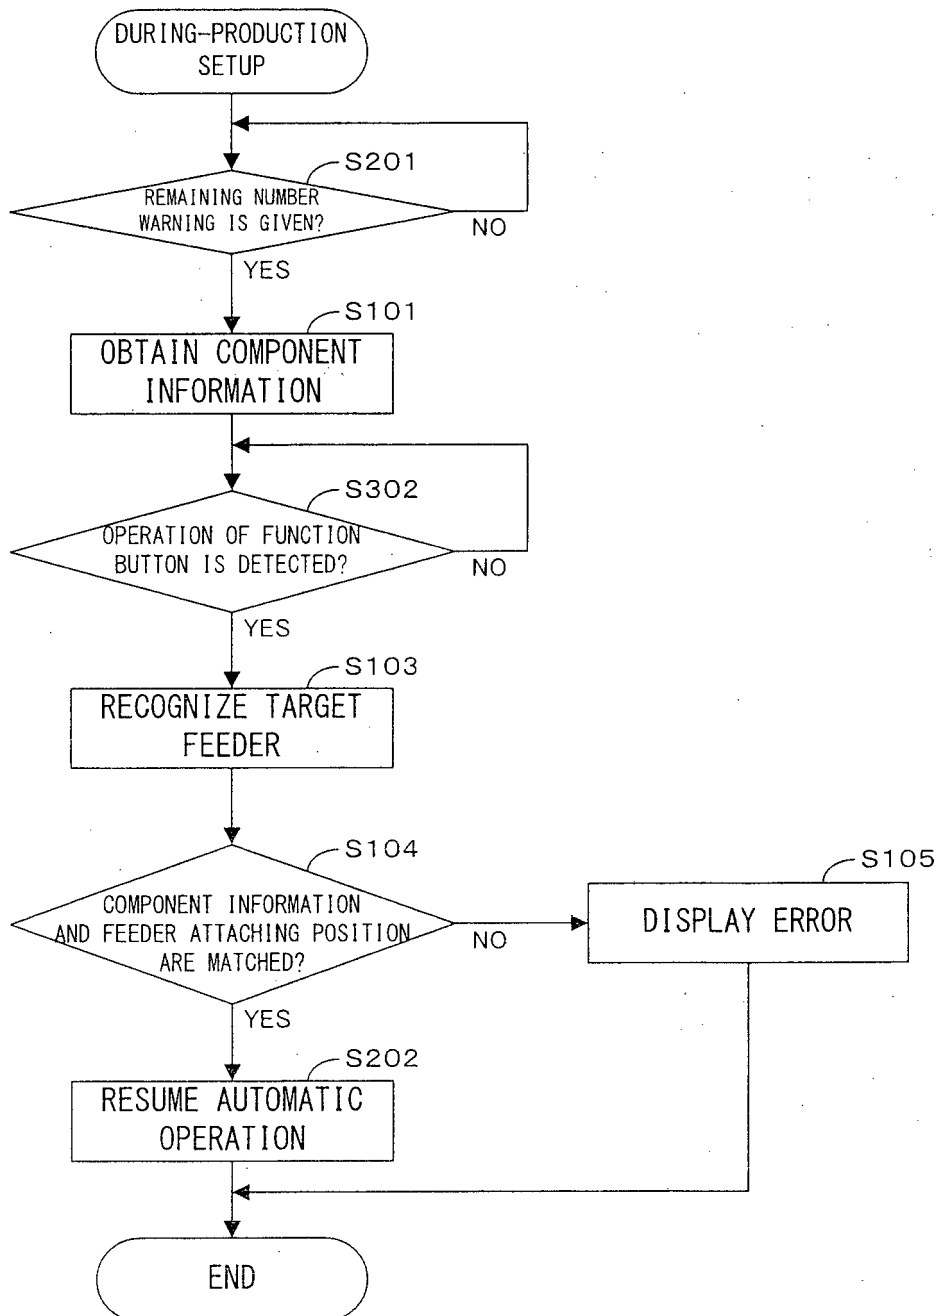 DURING-PRODUCTION
SETUP
S201
REMAINING NUMBER
WARNING IS GIVEN?
NO
YES
S101
OBTAIN COMPONENT
INFORMATION
S302
OPERATION OF FUNCTION
BUTTON IS DETECTED?
NO
YES
S103
RECOGNIZE TARGET
FEEDER
S104
COMPONENT INFORMATION
AND FEEDER ATTACHING POSITION
ARE MATCHED?
NO
S105
DISPLAY ERROR
YES
S202
RESUME AUTOMATIC
OPERATION
END